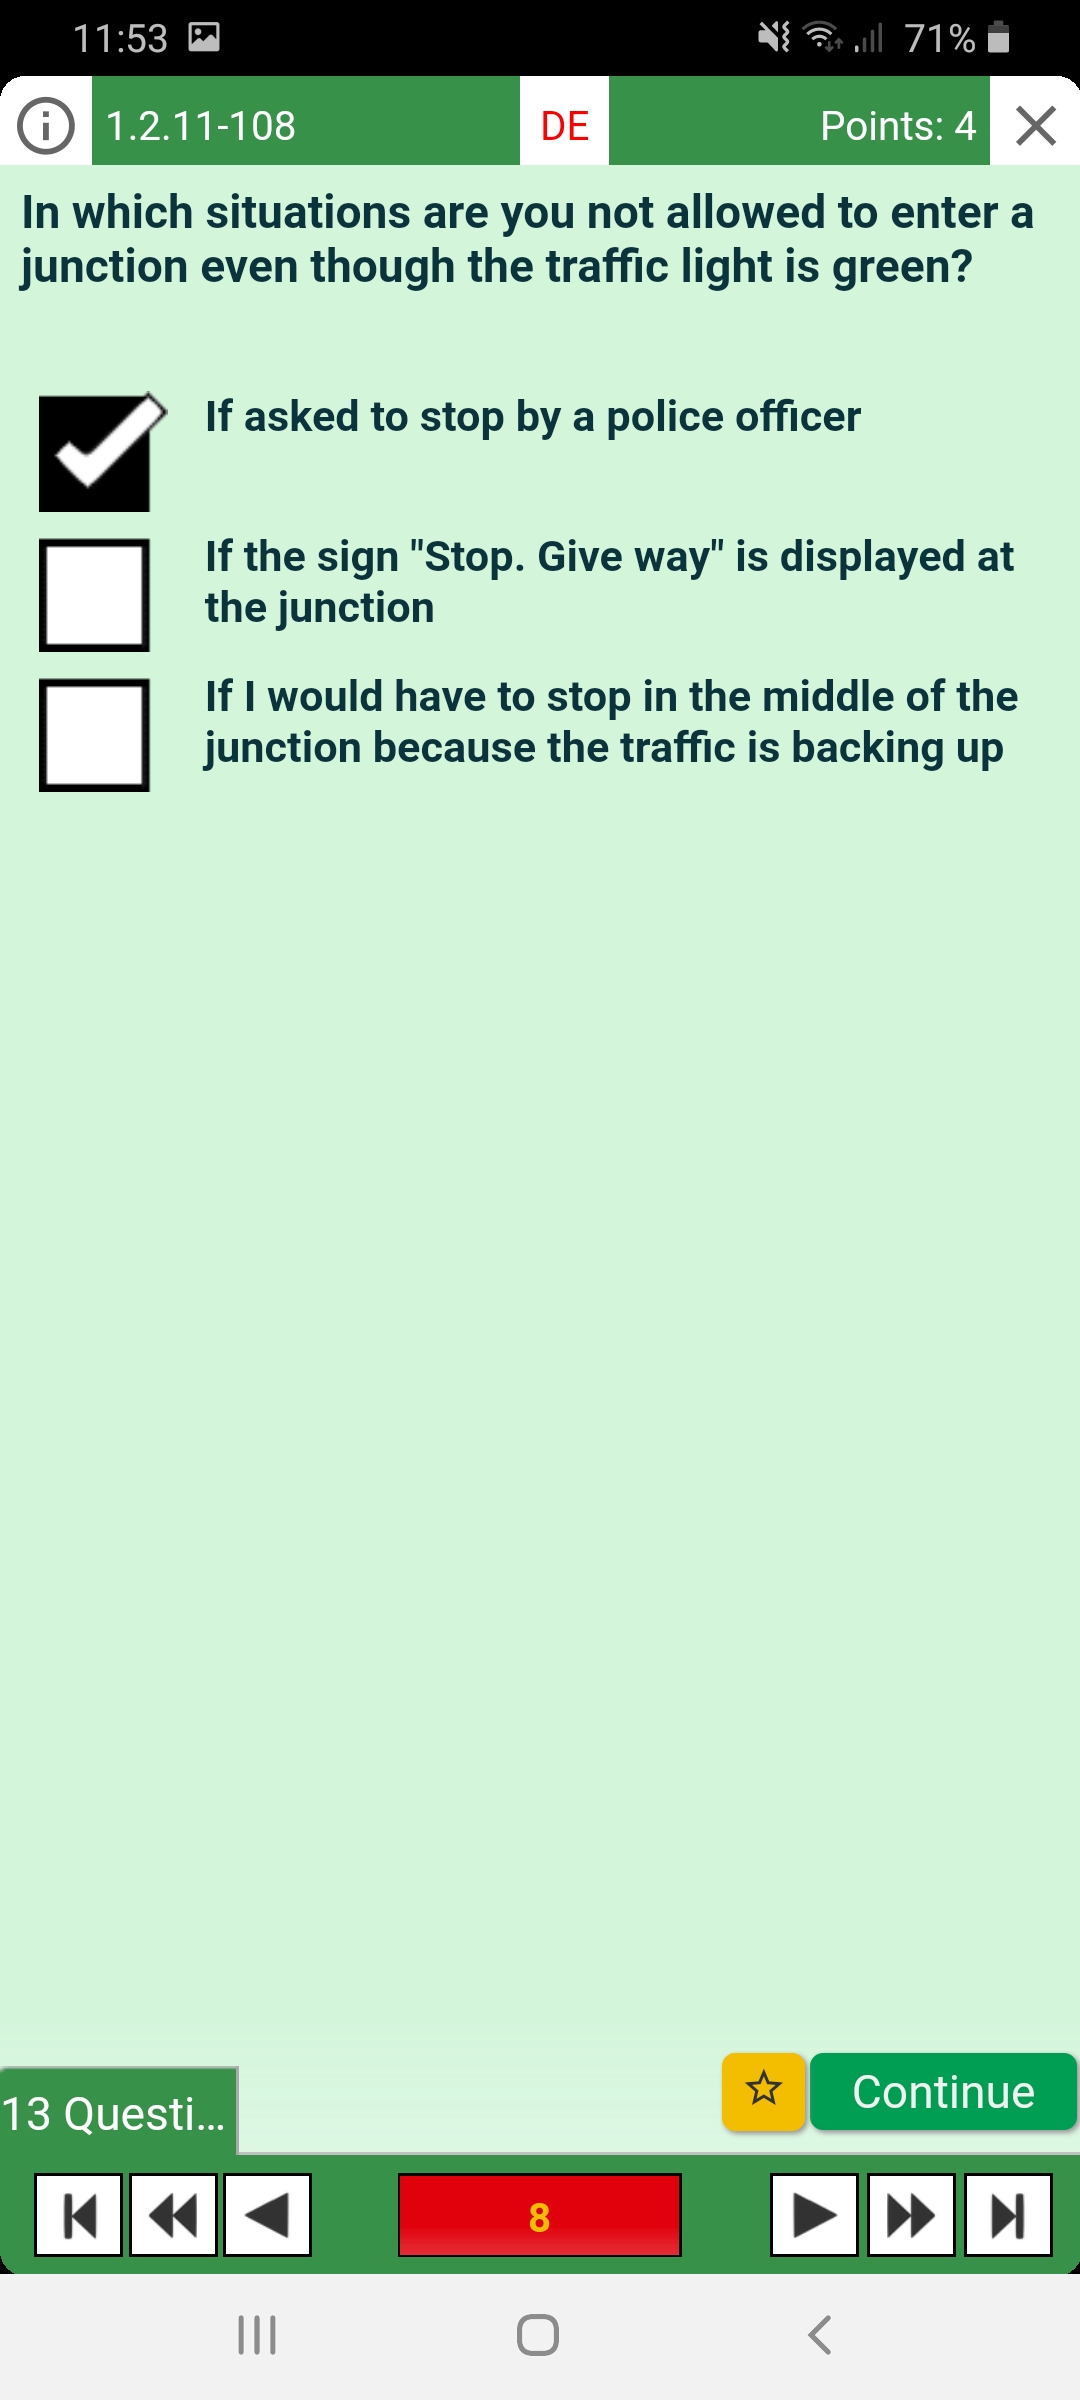 11:53 71%
1.2.11-108 DE Points: 4
In which situations are you not allowed to enter a
junction even though the traffic light is green?
If asked to stop by a police officer
If the sign "Stop. Give way" is displayed at
the junction
If I would have to stop in the middle of the
junction because the traffic is backing up
Continue
13 Questi...
8